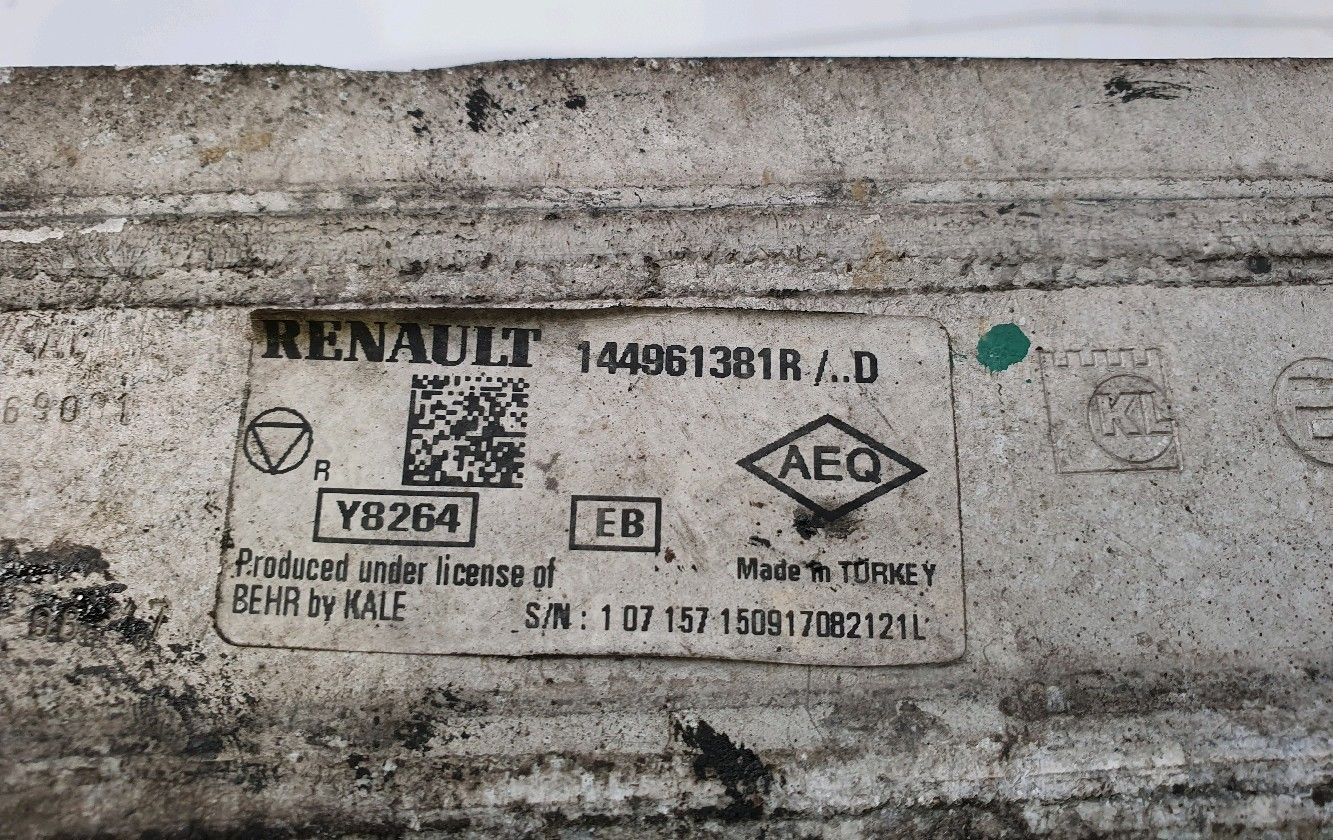 RENAULT 144961381R /..D
R
AEQ
Y8264
EB
Produced under license of
BEHR by KALE
Made in TÜRKEY
S/N : 1 07 157 150917082121L
KL